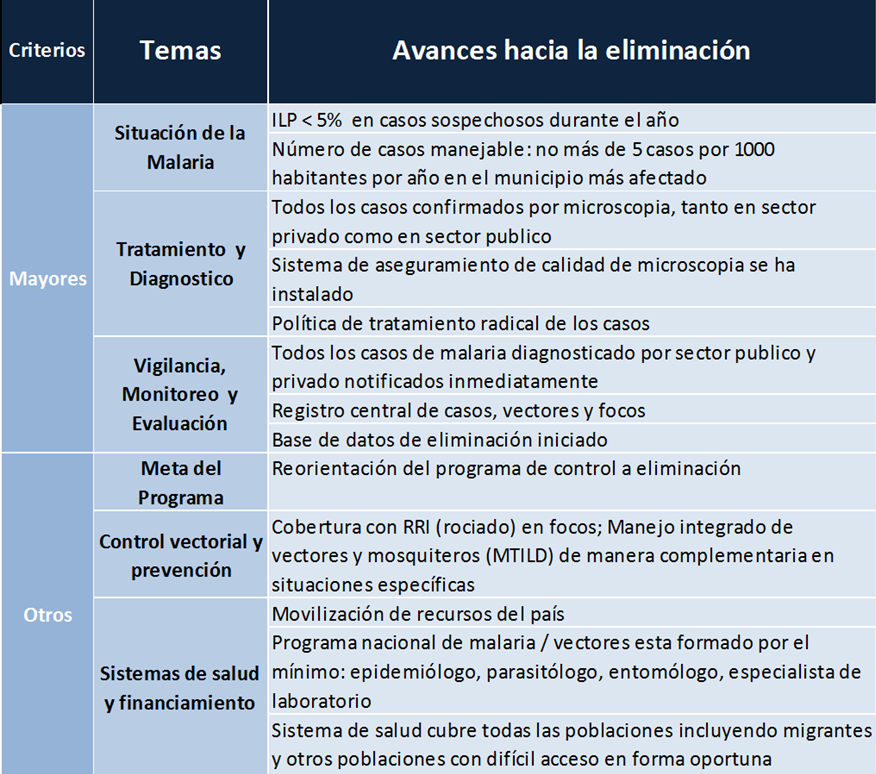 Criterios
Temas
Avances hacia la eliminación
Mayores
Situación de la
Malaria
ILP < 5% en casos sospechosos durante el año
Número de casos manejable: no más de 5 casos por 1000
habitantes por año en el municipio más afectado
Tratamiento y
Diagnostico
Todos los casos confirmados por microscopia, tanto en sector
privado como en sector publico
Sistema de aseguramiento de calidad de microscopia se ha
instalado
Política de tratamiento radical de los casos
Vigilancia,
Monitoreo y
Evaluación
Todos los casos de malaria diagnosticado por sector publico y
privado notificados inmediatamente
Registro central de casos, vectores y focos
Base de datos de eliminación iniciado
Otros
Meta del
Programa
Reorientación del programa de control a eliminación
Control vectorial y
prevención
Cobertura con RRI (rociado) en focos; Manejo integrado de
vectores y mosquiteros (MTILD) de manera complementaria en
situaciones específicas
Sistemas de salud
y financiamiento
Movilización de recursos del país
Programa nacional de malaria / vectores esta formado por el
mínimo: epidemiólogo, parasitólogo, entomólogo, especialista de
laboratorio
Sistema de salud cubre todas las poblaciones incluyendo migrantes
y otros poblaciones con difícil acceso en forma oportuna